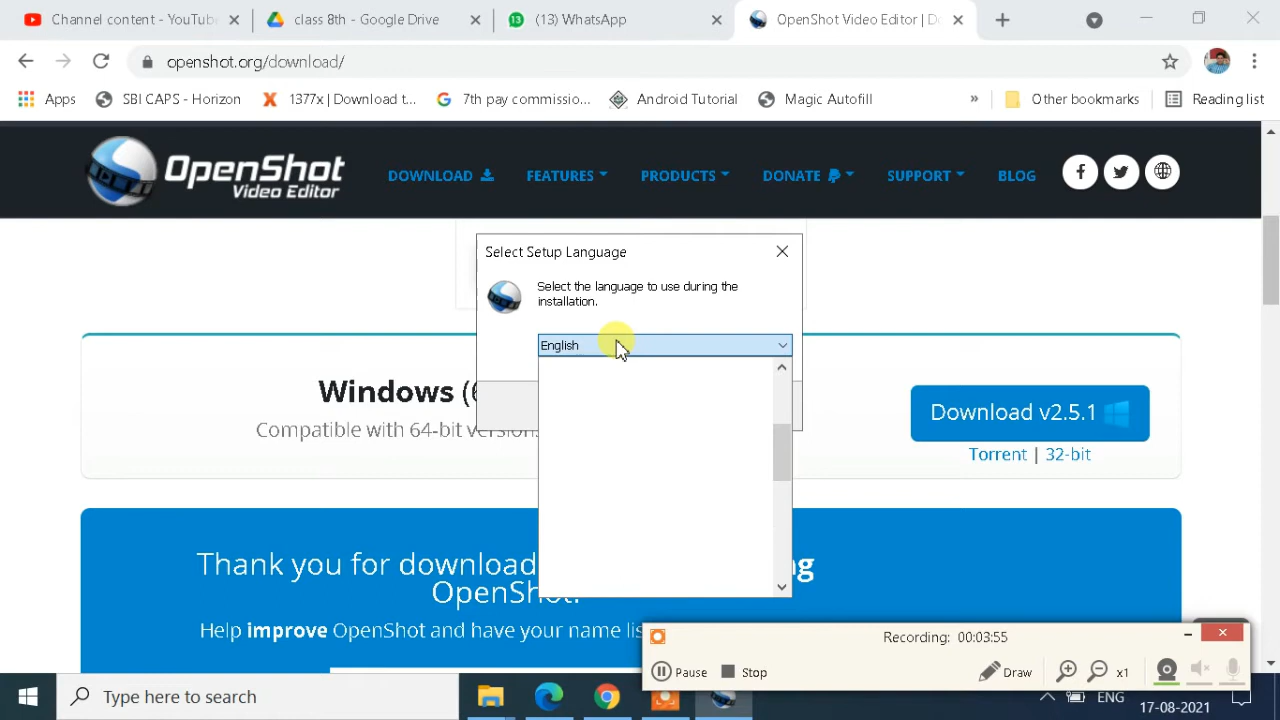 Channel content - YouTube
class 8th - Google Drive
13
(13) WhatsApp
OpenShot Video Editor | D
openshot.org/download/
Apps
SBI CAPS - Horizon
1377x | Download t...
7th pay commissio...
Android Tutorial
Magic Autofill
»
Other bookmarks
Reading list
OpenShot
Video Editor
DOWNLOAD
FEATURES
PRODUCTS
DONATE
SUPPORT
BLOG
Select Setup Language
Select the language to use during the
installation.
English
Windows (6
Compatible with 64-bit version
Download v2.5.1
Torrent | 32-bit
Thank you for download
ng
OpenShot!
Help improve OpenShot and have your name lis
Recording: 00:03:55
Pause
Stop
Draw
x1
Type here to search
ENG
17-08-2021